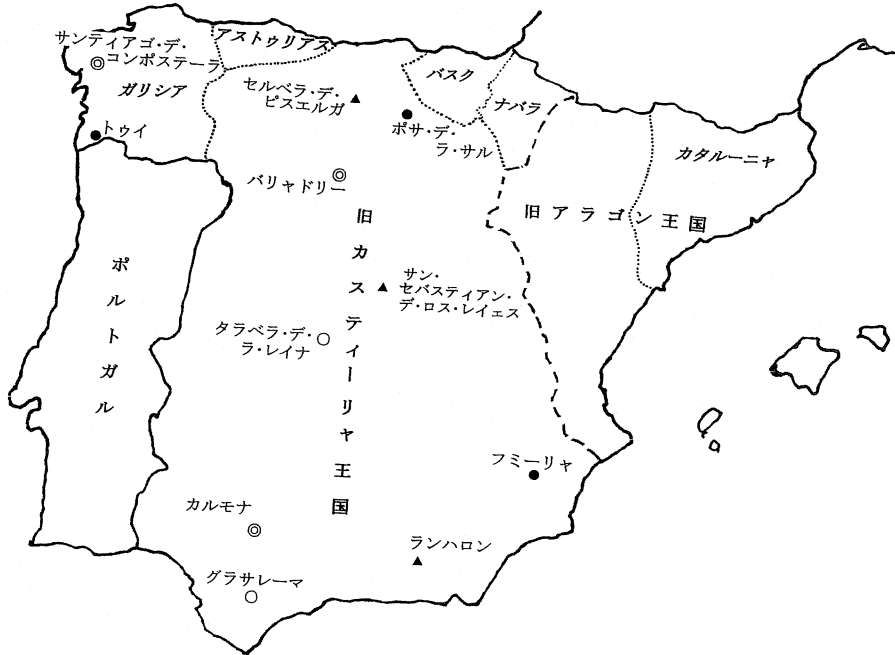 サンティアゴ・デ・
コンポステーラ
ガリシア
トゥイ
アストゥリアス
セルベラ・デ・
ピスエルガ
バスク
ナバラ
ポサ・デ・
ラ・サル
カタルーニャ
バリャドリー
旧アラゴン王国
旧カスティーリャ王国
ポルトガル
サン・
セバスティアン・
デ・ロス・レイェス
タラベラ・デ・
ラ・レイナ
フミーリャ
カルモナ
ランハロン
グラサレーマ